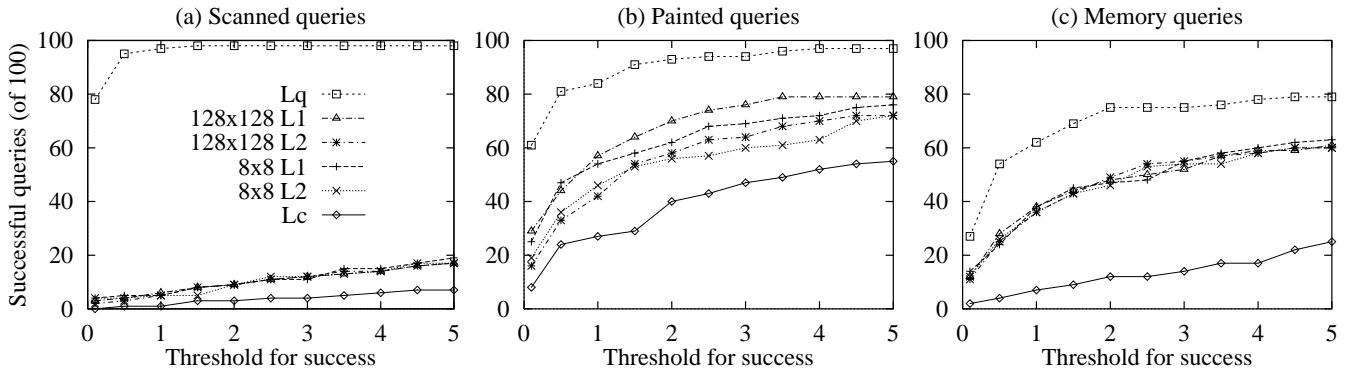 (a) Scanned queries
Successful queries (of 100)
100
80
60
40
20
0
Lq
128x128 L1
128x128 L2
8x8 L1
8x8 L2
Lc
0 1 2 3 4 5
Threshold for success
(b) Painted queries
100
80
60
40
20
0
0 1 2 3 4 5
Threshold for success
(c) Memory queries
100
80
60
40
20
0
0 1 2 3 4 5
Threshold for success